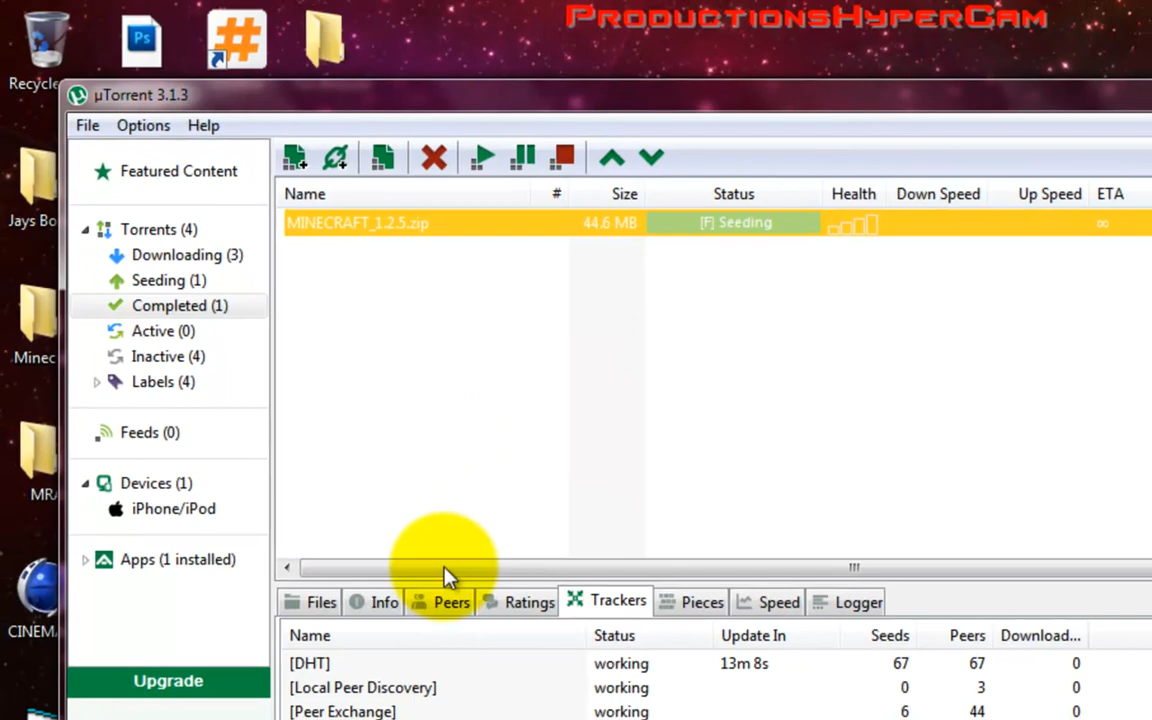 PRODUCTIONSHYPERCAM
Ps
#
Recycle
µTorrent 3.1.3
File Options Help
Featured Content
Name # Size Status Health Down Speed Up Speed ETA
MINECRAFT_1.2.5.zip 44.6 MB [F] Seeding ∞
Jays Bo
Torrents (4)
Downloading (3)
Seeding (1)
Completed (1)
Active (0)
Minec
Inactive (4)
Labels (4)
Feeds (0)
Devices (1)
MRA
iPhone/iPod
Apps (1 installed)
CINEMA
Files Info Peers Ratings Trackers Pieces Speed Logger
Name Status Update In Seeds Peers Download...
[DHT] working 13m 8s 67 67 0
[Local Peer Discovery] working 0 3 0
[Peer Exchange] working 6 44 0
Upgrade